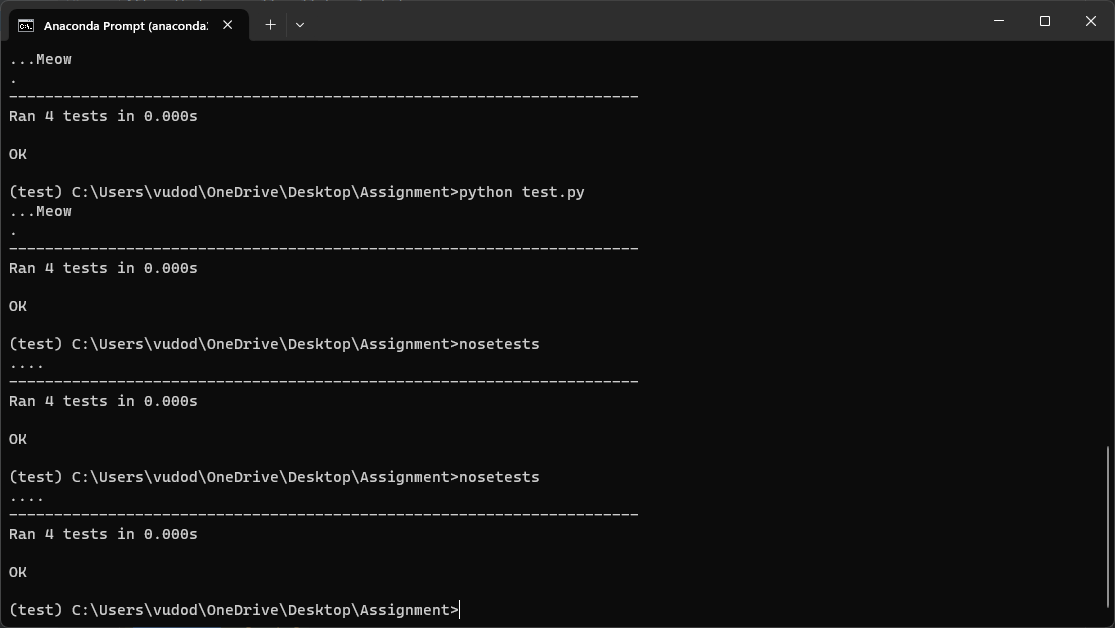 Anaconda Prompt (anaconda
...Meow
.
----------------------------------------------------------------------
Ran 4 tests in 0.000s
OK
(test) C:\Users\vudod\OneDrive\Desktop\Assignment>python test.py
...Meow
.
----------------------------------------------------------------------
Ran 4 tests in 0.000s
OK
(test) C:\Users\vudod\OneDrive\Desktop\Assignment>nosetests
....
----------------------------------------------------------------------
Ran 4 tests in 0.000s
OK
(test) C:\Users\vudod\OneDrive\Desktop\Assignment>nosetests
....
----------------------------------------------------------------------
Ran 4 tests in 0.000s
OK
(test) C:\Users\vudod\OneDrive\Desktop\Assignment>